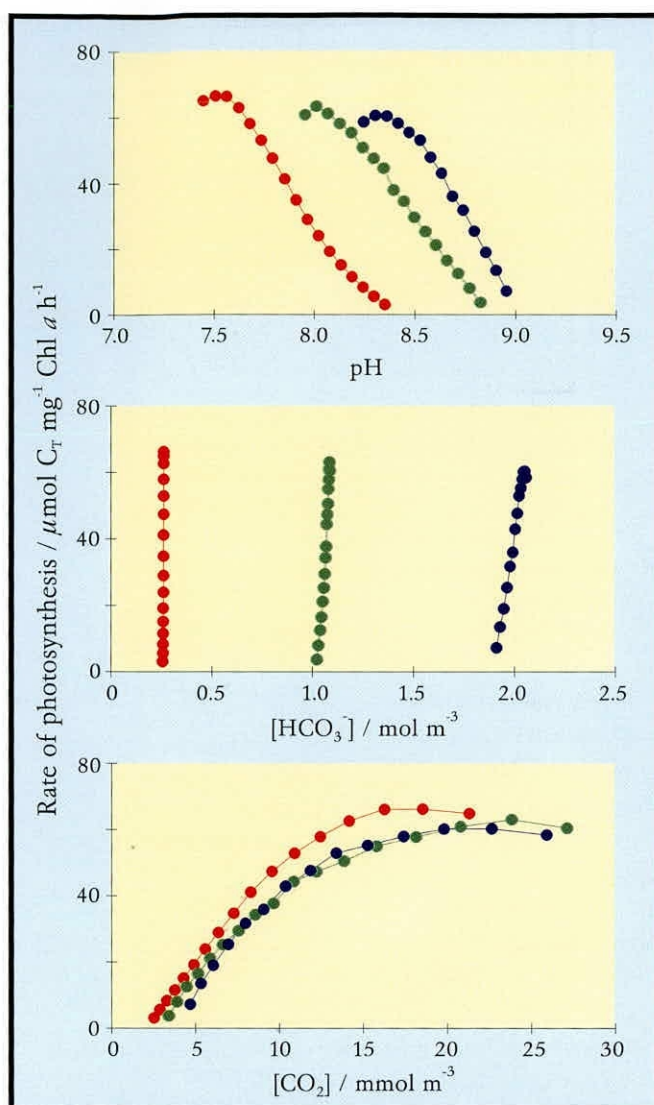 Rate of photosynthesis / µmol C_T mg⁻¹ Chl a h⁻¹
80
40
0
7.0 7.5 8.0 8.5 9.0 9.5
pH
80
40
0
0 0.5 1.0 1.5 2.0 2.5
[HCO₃⁻] / mol m⁻³
80
40
0
0 5 10 15 20 25 30
[CO₂] / mmol m⁻³